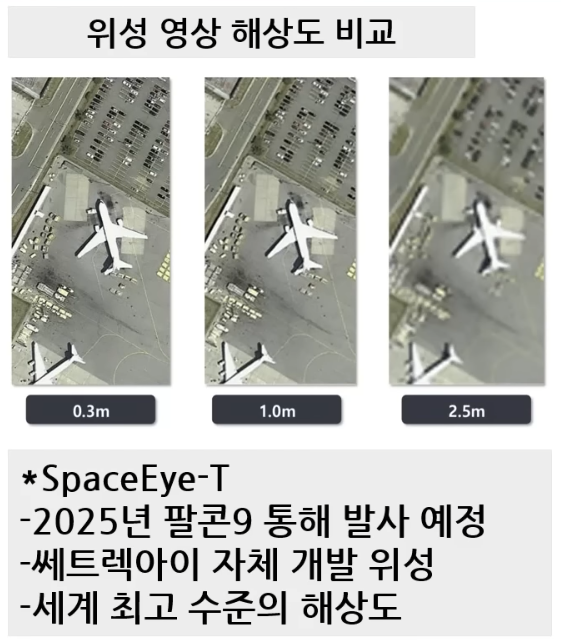 위성 영상 해상도 비교
0.3m
1.0m
2.5m
*SpaceEye-T
-2025년 팔콘9 통해 발사 예정
-쎄트렉아이 자체 개발 위성
-세계 최고 수준의 해상도